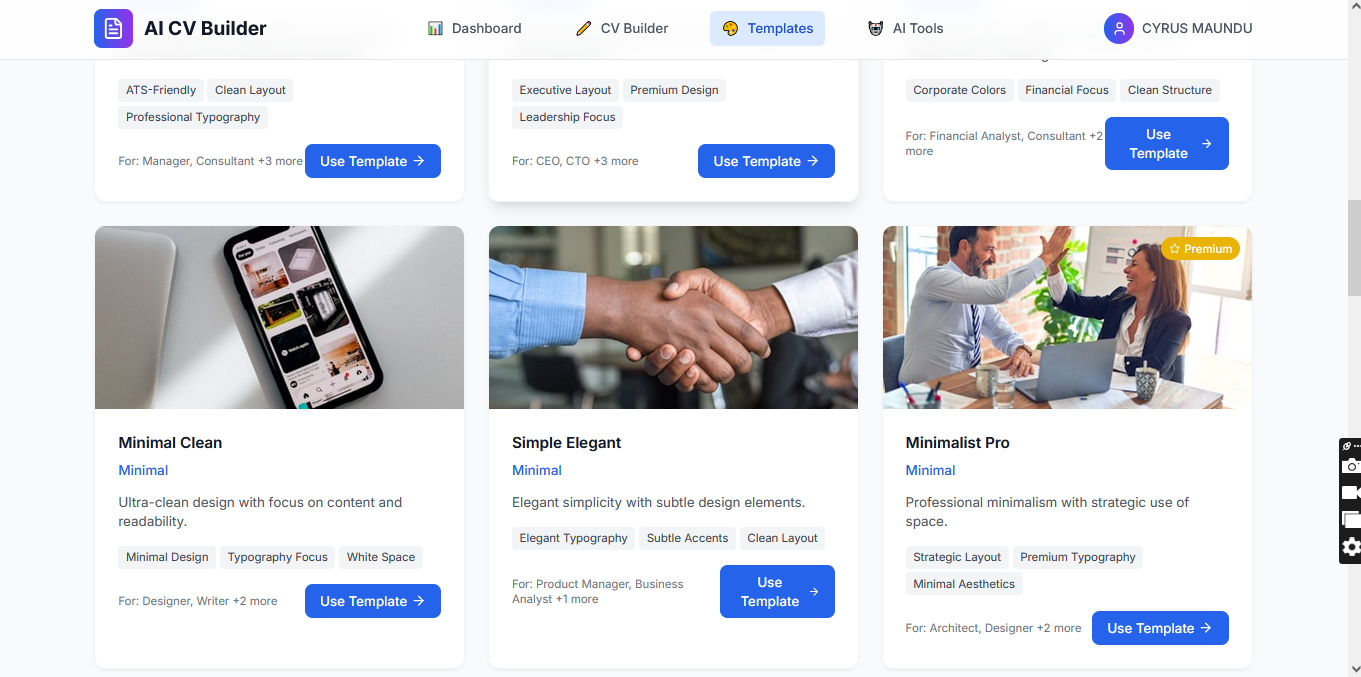 AI CV Builder
Dashboard
CV Builder
Templates
AI Tools
CYRUS MAUNDU
ATS-Friendly
Clean Layout
Professional Typography
For: Manager, Consultant +3 more
Use Template →
Executive Layout
Premium Design
Leadership Focus
For: CEO, CTO +3 more
Use Template →
Corporate Colors
Financial Focus
Clean Structure
For: Financial Analyst, Consultant +2
more
Use
Template →
Minimal Clean
Minimal
Ultra-clean design with focus on content and
readability.
Minimal Design
Typography Focus
White Space
For: Designer, Writer +2 more
Use Template →
Simple Elegant
Minimal
Elegant simplicity with subtle design elements.
Elegant Typography
Subtle Accents
Clean Layout
For: Product Manager, Business
Analyst +1 more
Use
Template →
Premium
Minimalist Pro
Minimal
Professional minimalism with strategic use of
space.
Strategic Layout
Premium Typography
Minimal Aesthetics
For: Architect, Designer +2 more
Use Template →